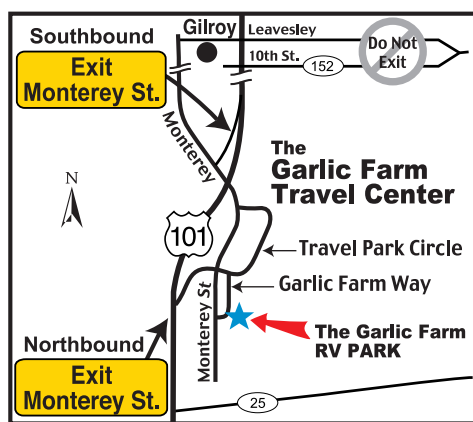 Southbound
Exit
Monterey St.
Gilroy
Leavesley
10th St.
152
Do Not
Exit
Monterey
The
Garlic Farm
Travel Center
N
101
Travel Park Circle
Garlic Farm Way
Monterey St
The Garlic Farm
RV PARK
Northbound
Exit
Monterey St.
25